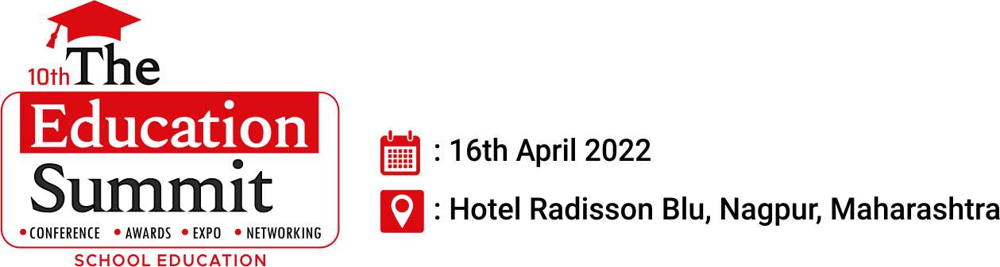 10th The
Education
Summit
• CONFERENCE • AWARDS • EXPO • NETWORKING
SCHOOL EDUCATION
: 16th April 2022
: Hotel Radisson Blu, Nagpur, Maharashtra